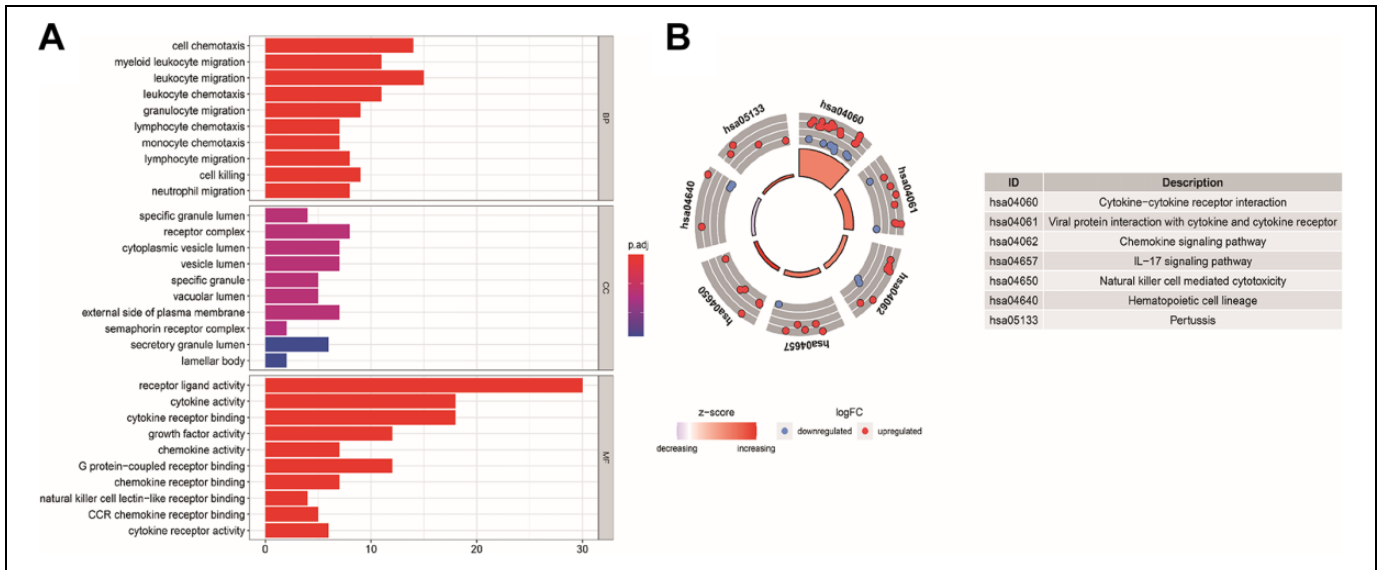 A
cell chemotaxis
myeloid leukocyte migration
leukocyte migration
leukocyte chemotaxis
granulocyte migration
lymphocyte chemotaxis
monocyte chemotaxis
lymphocyte migration
cell killing
neutrophil migration
BP
specific granule lumen
receptor complex
cytoplasmic vesicle lumen
vesicle lumen
specific granule
vacuolar lumen
external side of plasma membrane
semaphorin receptor complex
secretory granule lumen
lamellar body
CC
receptor ligand activity
cytokine activity
cytokine receptor binding
growth factor activity
chemokine activity
G protein−coupled receptor binding
chemokine receptor binding
natural killer cell lectin−like receptor binding
CCR chemokine receptor binding
cytokine receptor activity
MF
0 10 20 30
p.adj
B
hsa04060
hsa04061
hsa04062
hsa04657
hsa04650
hsa04640
hsa05133
z−score
decreasing increasing
logFC
downregulated upregulated
ID Description
hsa04060 Cytokine−cytokine receptor interaction
hsa04061 Viral protein interaction with cytokine and cytokine receptor
hsa04062 Chemokine signaling pathway
hsa04657 IL−17 signaling pathway
hsa04650 Natural killer cell mediated cytotoxicity
hsa04640 Hematopoietic cell lineage
hsa05133 Pertussis